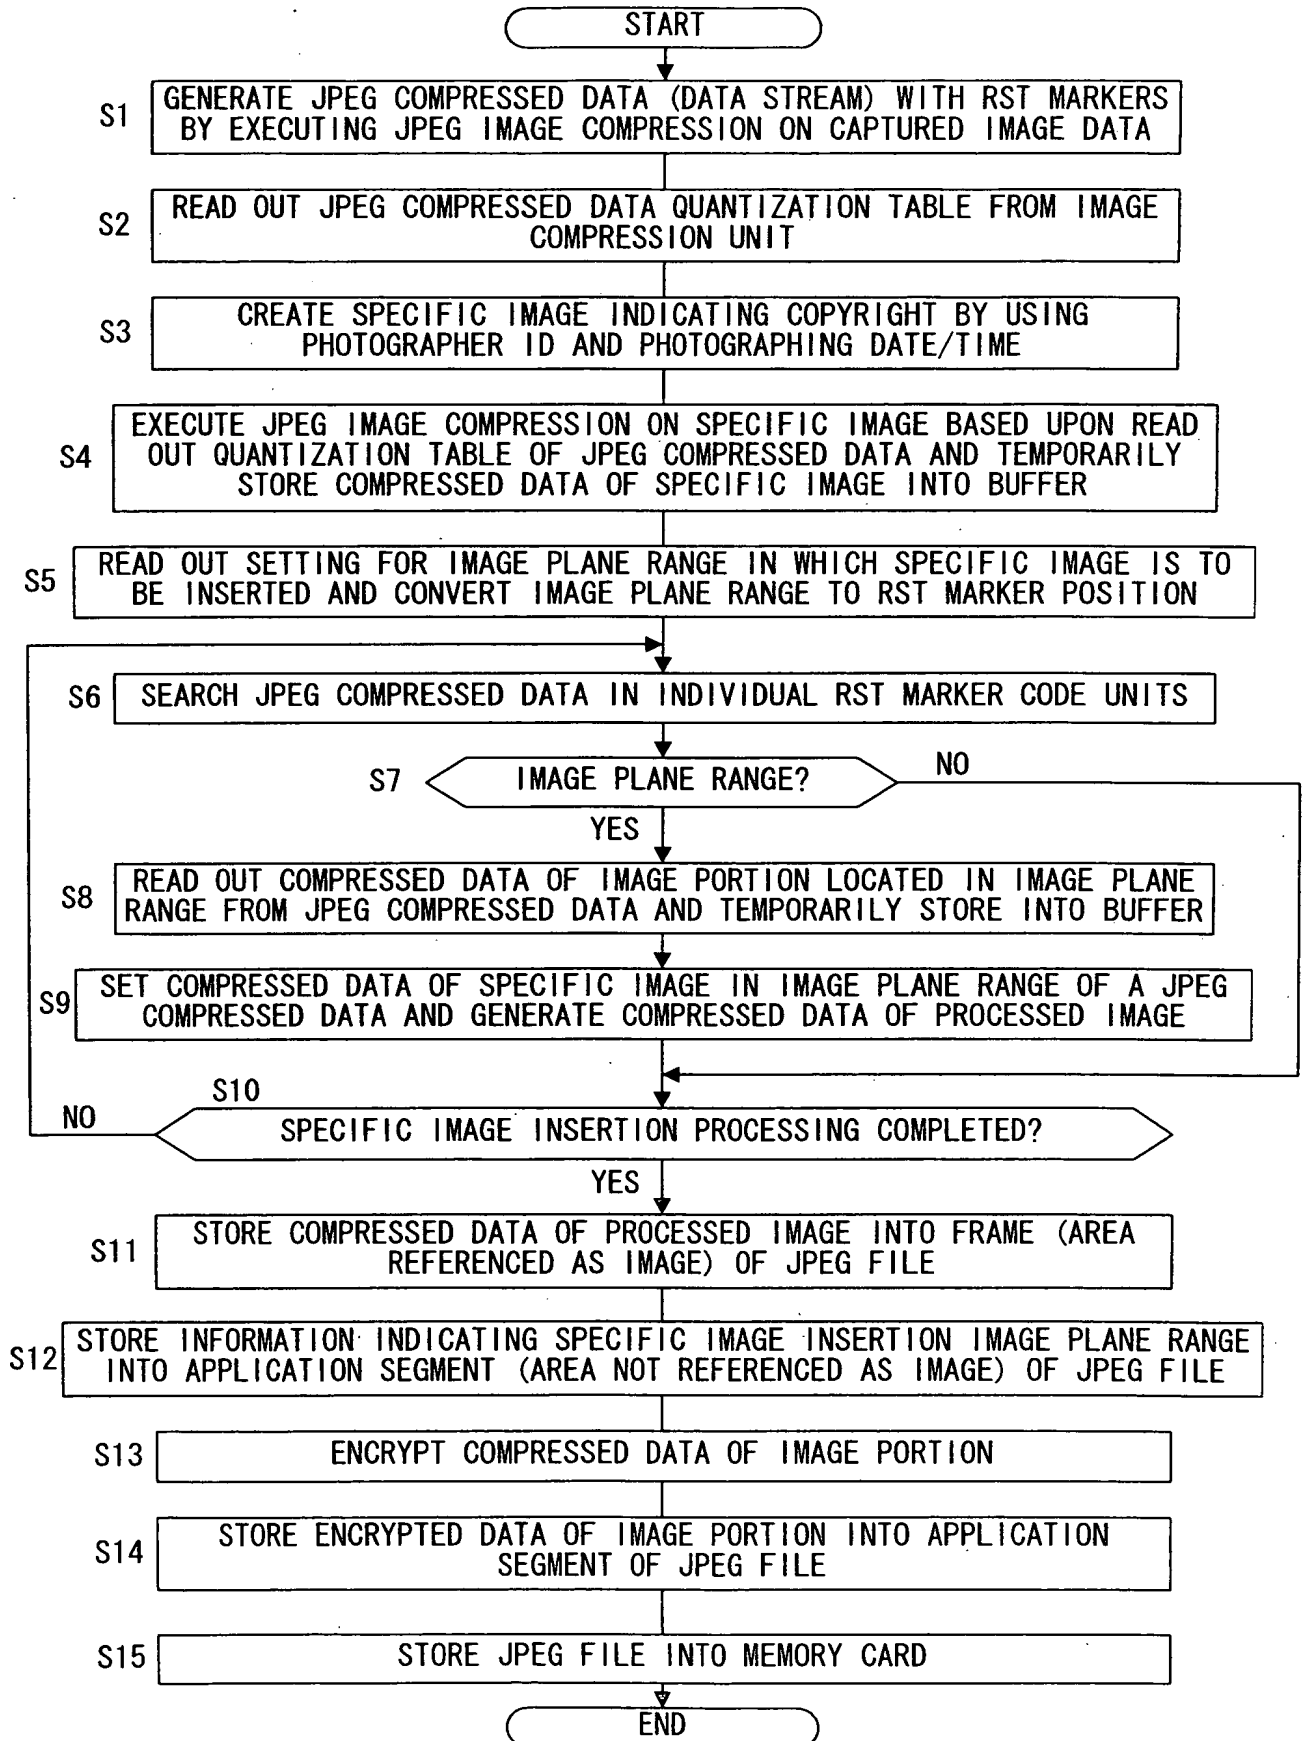 START
S1
GENERATE JPEG COMPRESSED DATA (DATA STREAM) WITH RST MARKERS
BY EXECUTING JPEG IMAGE COMPRESSION ON CAPTURED IMAGE DATA
S2
READ OUT JPEG COMPRESSED DATA QUANTIZATION TABLE FROM IMAGE
COMPRESSION UNIT
S3
CREATE SPECIFIC IMAGE INDICATING COPYRIGHT BY USING
PHOTOGRAPHER ID AND PHOTOGRAPHING DATE/TIME
S4
EXECUTE JPEG IMAGE COMPRESSION ON SPECIFIC IMAGE BASED UPON READ
OUT QUANTIZATION TABLE OF JPEG COMPRESSED DATA AND TEMPORARILY
STORE COMPRESSED DATA OF SPECIFIC IMAGE INTO BUFFER
S5
READ OUT SETTING FOR IMAGE PLANE RANGE IN WHICH SPECIFIC IMAGE IS TO
BE INSERTED AND CONVERT IMAGE PLANE RANGE TO RST MARKER POSITION
S6
SEARCH JPEG COMPRESSED DATA IN INDIVIDUAL RST MARKER CODE UNITS
S7
IMAGE PLANE RANGE?
NO
YES
S8
READ OUT COMPRESSED DATA OF IMAGE PORTION LOCATED IN IMAGE PLANE
RANGE FROM JPEG COMPRESSED DATA AND TEMPORARILY STORE INTO BUFFER
S9
SET COMPRESSED DATA OF SPECIFIC IMAGE IN IMAGE PLANE RANGE OF A JPEG
COMPRESSED DATA AND GENERATE COMPRESSED DATA OF PROCESSED IMAGE
S10
NO
SPECIFIC IMAGE INSERTION PROCESSING COMPLETED?
YES
S11
STORE COMPRESSED DATA OF PROCESSED IMAGE INTO FRAME (AREA
REFERENCED AS IMAGE) OF JPEG FILE
S12
STORE INFORMATION INDICATING SPECIFIC IMAGE INSERTION IMAGE PLANE RANGE
INTO APPLICATION SEGMENT (AREA NOT REFERENCED AS IMAGE) OF JPEG FILE
S13
ENCRYPT COMPRESSED DATA OF IMAGE PORTION
S14
STORE ENCRYPTED DATA OF IMAGE PORTION INTO APPLICATION
SEGMENT OF JPEG FILE
S15
STORE JPEG FILE INTO MEMORY CARD
END